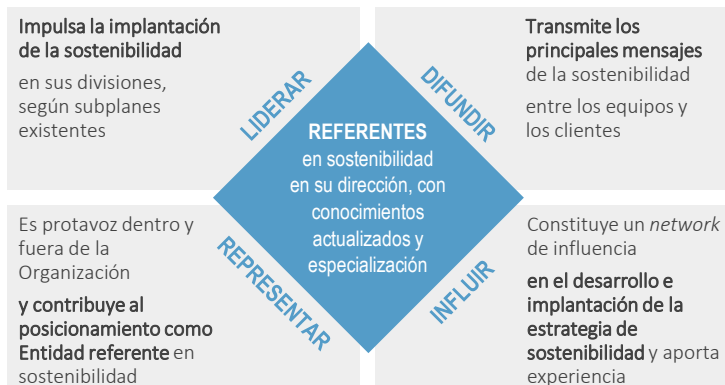 Impulsa la implantación
de la sostenibilidad
en sus divisiones,
según subplanes
existentes
LIDERAR
Transmite los
principales mensajes
de la sostenibilidad
entre los equipos y
los clientes
DIFUNDIR
REFERENTES
en sostenibilidad
en su dirección, con
conocimientos
actualizados y
especialización
Es protavoz dentro y
fuera de la
Organización
y contribuye al
posicionamiento como
Entidad referente en
sostenibilidad
REPRESENTAR
Constituye un network
de influencia
en el desarrollo e
implantación de la
estrategia de
sostenibilidad y aporta
experiencia
INFLUIR